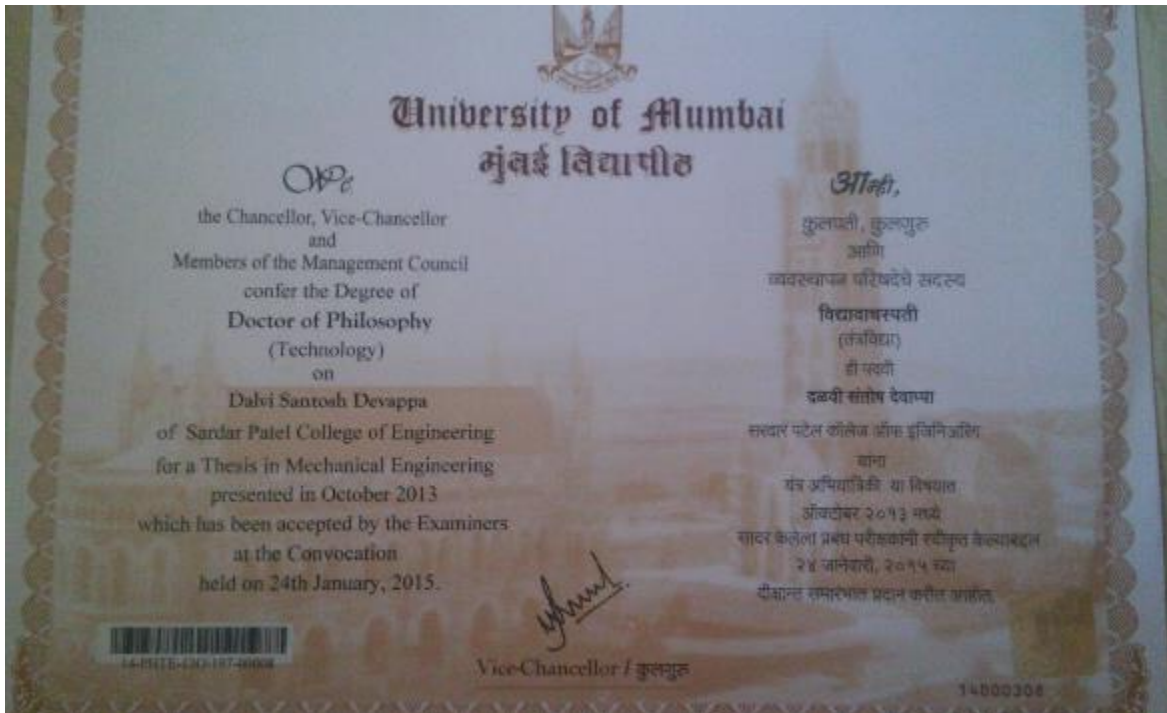 University of Mumbai
मुंबई विद्यापीठ
We
the Chancellor, Vice-Chancellor
and
Members of the Management Council
confer the Degree of
Doctor of Philosophy
(Technology)
on
Dalvi Santosh Devappa
of Sardar Patel College of Engineering
for a Thesis in Mechanical Engineering
presented in October 2013
which has been accepted by the Examiners
at the Convocation
held on 24th January, 2015.
आम्ही,
कुलपती, कुलगुरु
आणि
व्यवस्थापन परिषदेचे सदस्य
विद्यावाचस्पती
(तंत्रविद्या)
ही पदवी
दळवी संतोष देवाप्पा
सरदार पटेल कॉलेज ऑफ इंजिनिअरिंग
यांना
यंत्र अभियांत्रिकी या विषयात
ऑक्टोबर २०१३ मध्ये
सादर केलेला प्रबंध परीक्षकांनी स्वीकृत केल्याबद्दल
२४ जानेवारी, २०१५ च्या
दीक्षान्त समारंभात प्रदान करीत आहोत.
Vice-Chancellor / कुलगुरु
14000308